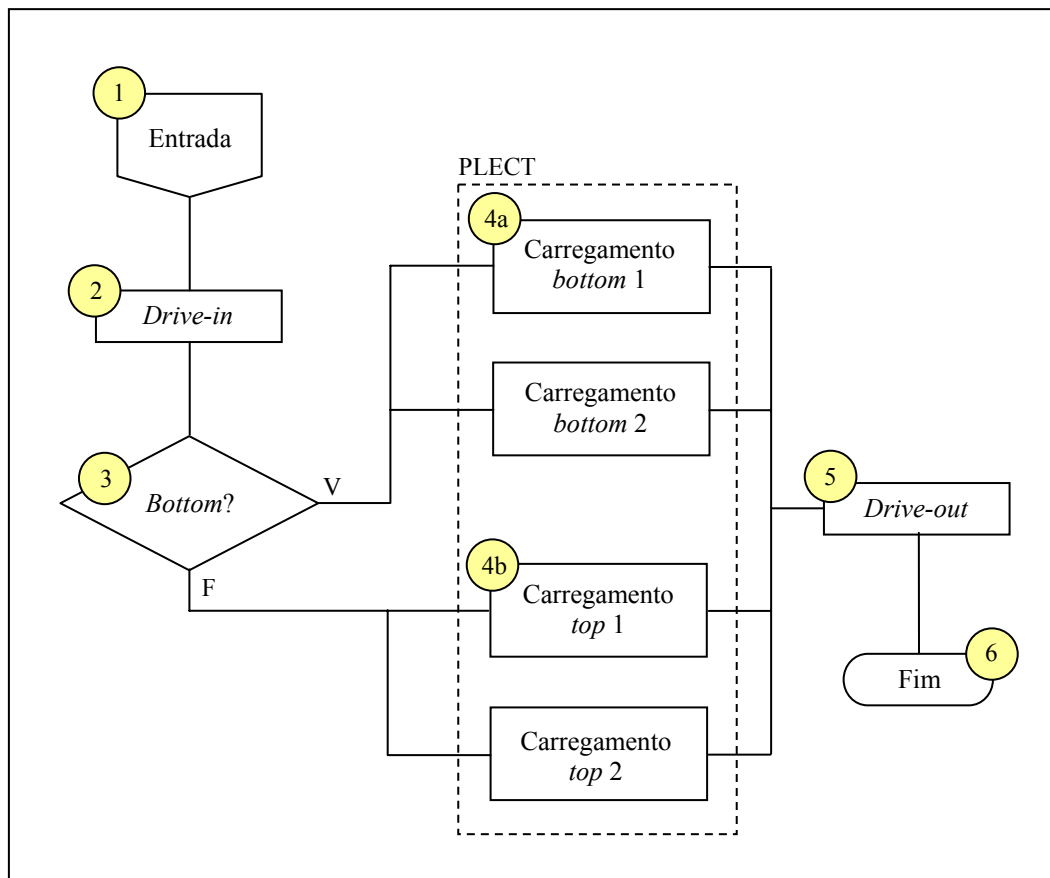 1
Entrada
2
Drive-in
3
Bottom?
V
F
PLECT
4a
Carregamento
bottom 1
Carregamento
bottom 2
4b
Carregamento
top 1
Carregamento
top 2
5
Drive-out
6
Fim